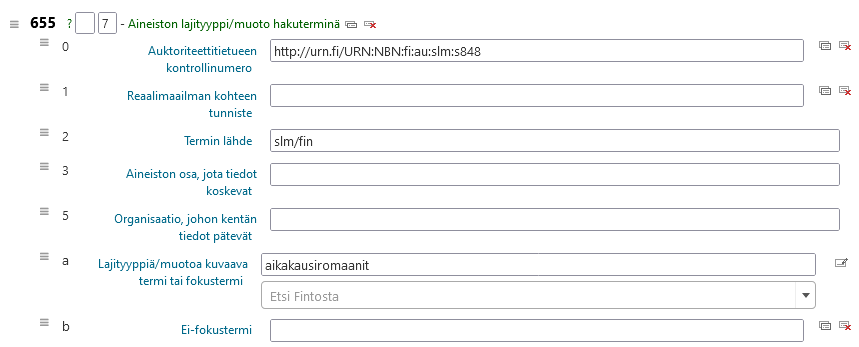 655 ? 7 - Aineiston lajityyppi/muoto hakuterminä
0 Auktoriteettitietueen http://urn.fi/URN:NBN:fi:au:slm:s848
kontrollinumero
1 Reaalimaailman kohteen
tunniste
2 Termin lähde slm/fin
3 Aineiston osa, jota tiedot
koskevat
5 Organisaatio, johon kentän
tiedot pätevät
a Lajityyppiä/muotoa kuvaava aikakausiromaanit
termi tai fokustermi
Etsi Fintosta
b Ei-fokustermi